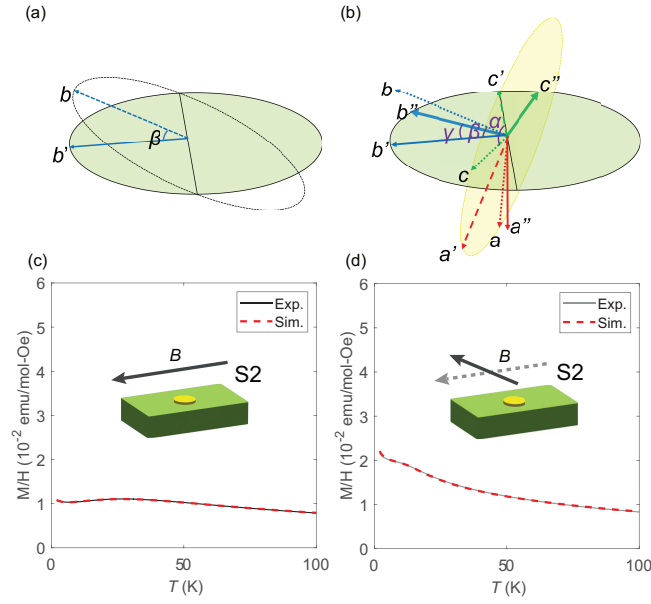 (a)
b
b'
β
(b)
c'
c''
b
b''
α
γ
(
β
b'
c
a'
a
a''
(c)
6
5
4
3
2
1
0
M/H (10⁻² emu/mol-Oe)
Exp.
Sim.
B
S2
0
50
100
T (K)
(d)
6
5
4
3
2
1
0
M/H (10⁻² emu/mol-Oe)
Exp.
Sim.
B
S2
0
50
100
T (K)